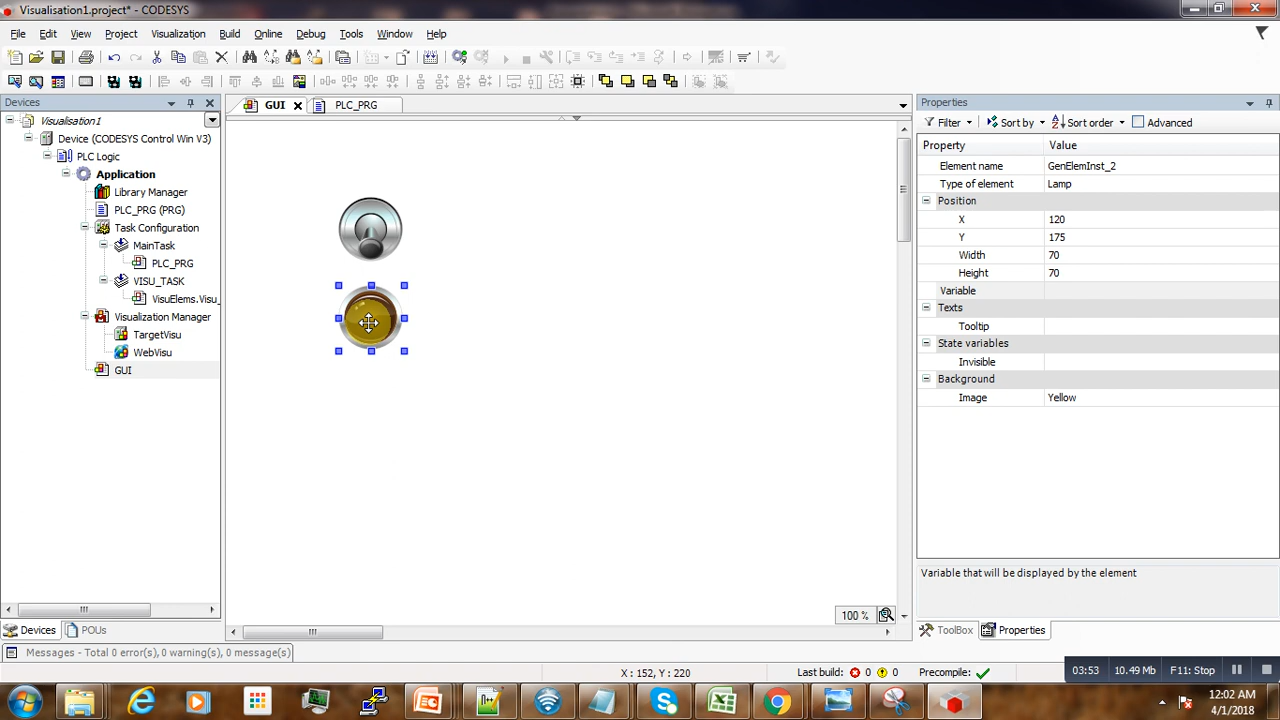 Visualisation1.project* - CODESYS
File Edit View Project Visualization Build Online Debug Tools Window Help
Devices
Visualisation1
Device (CODESYS Control Win V3)
PLC Logic
Application
Library Manager
PLC_PRG (PRG)
Task Configuration
MainTask
PLC_PRG
VISU_TASK
VisuElems.Visu_
Visualization Manager
TargetVisu
WebVisu
GUI
Devices POUs
GUI PLC_PRG
100 %
Properties
Filter Sort by Sort order Advanced
Property Value
Element name GenElemInst_2
Type of element Lamp
Position
X 120
Y 175
Width 70
Height 70
Variable
Texts
Tooltip
State variables
Invisible
Background
Image Yellow
Variable that will be displayed by the element
ToolBox Properties
Messages - Total 0 error(s), 0 warning(s), 0 message(s)
X : 152, Y : 220 Last build: 0 0 Precompile:
03:53 10.49 Mb F11: Stop
12:02 AM
4/1/2018